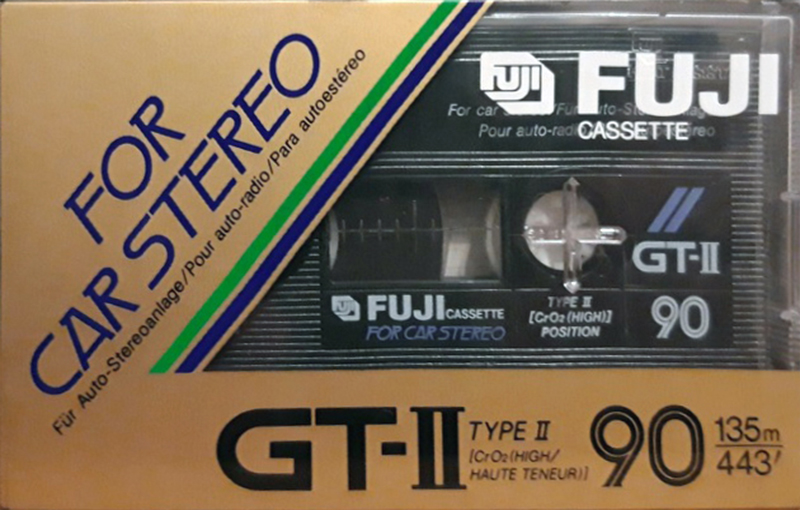 FOR
CAR STEREO
Für Auto-Stereoanlage/Pour auto-radio/Para autoestéreo
FUJI
FUJI
CASSETTE
For car
Pour auto-radio
GT-II
FUJI CASSETTE
FOR CAR STEREO
TYPE II
[CrO2(HIGH)]
POSITION
90
GT-II
TYPE II
[CrO2(HIGH/
HAUTE TENEUR)]
90
135m
443'